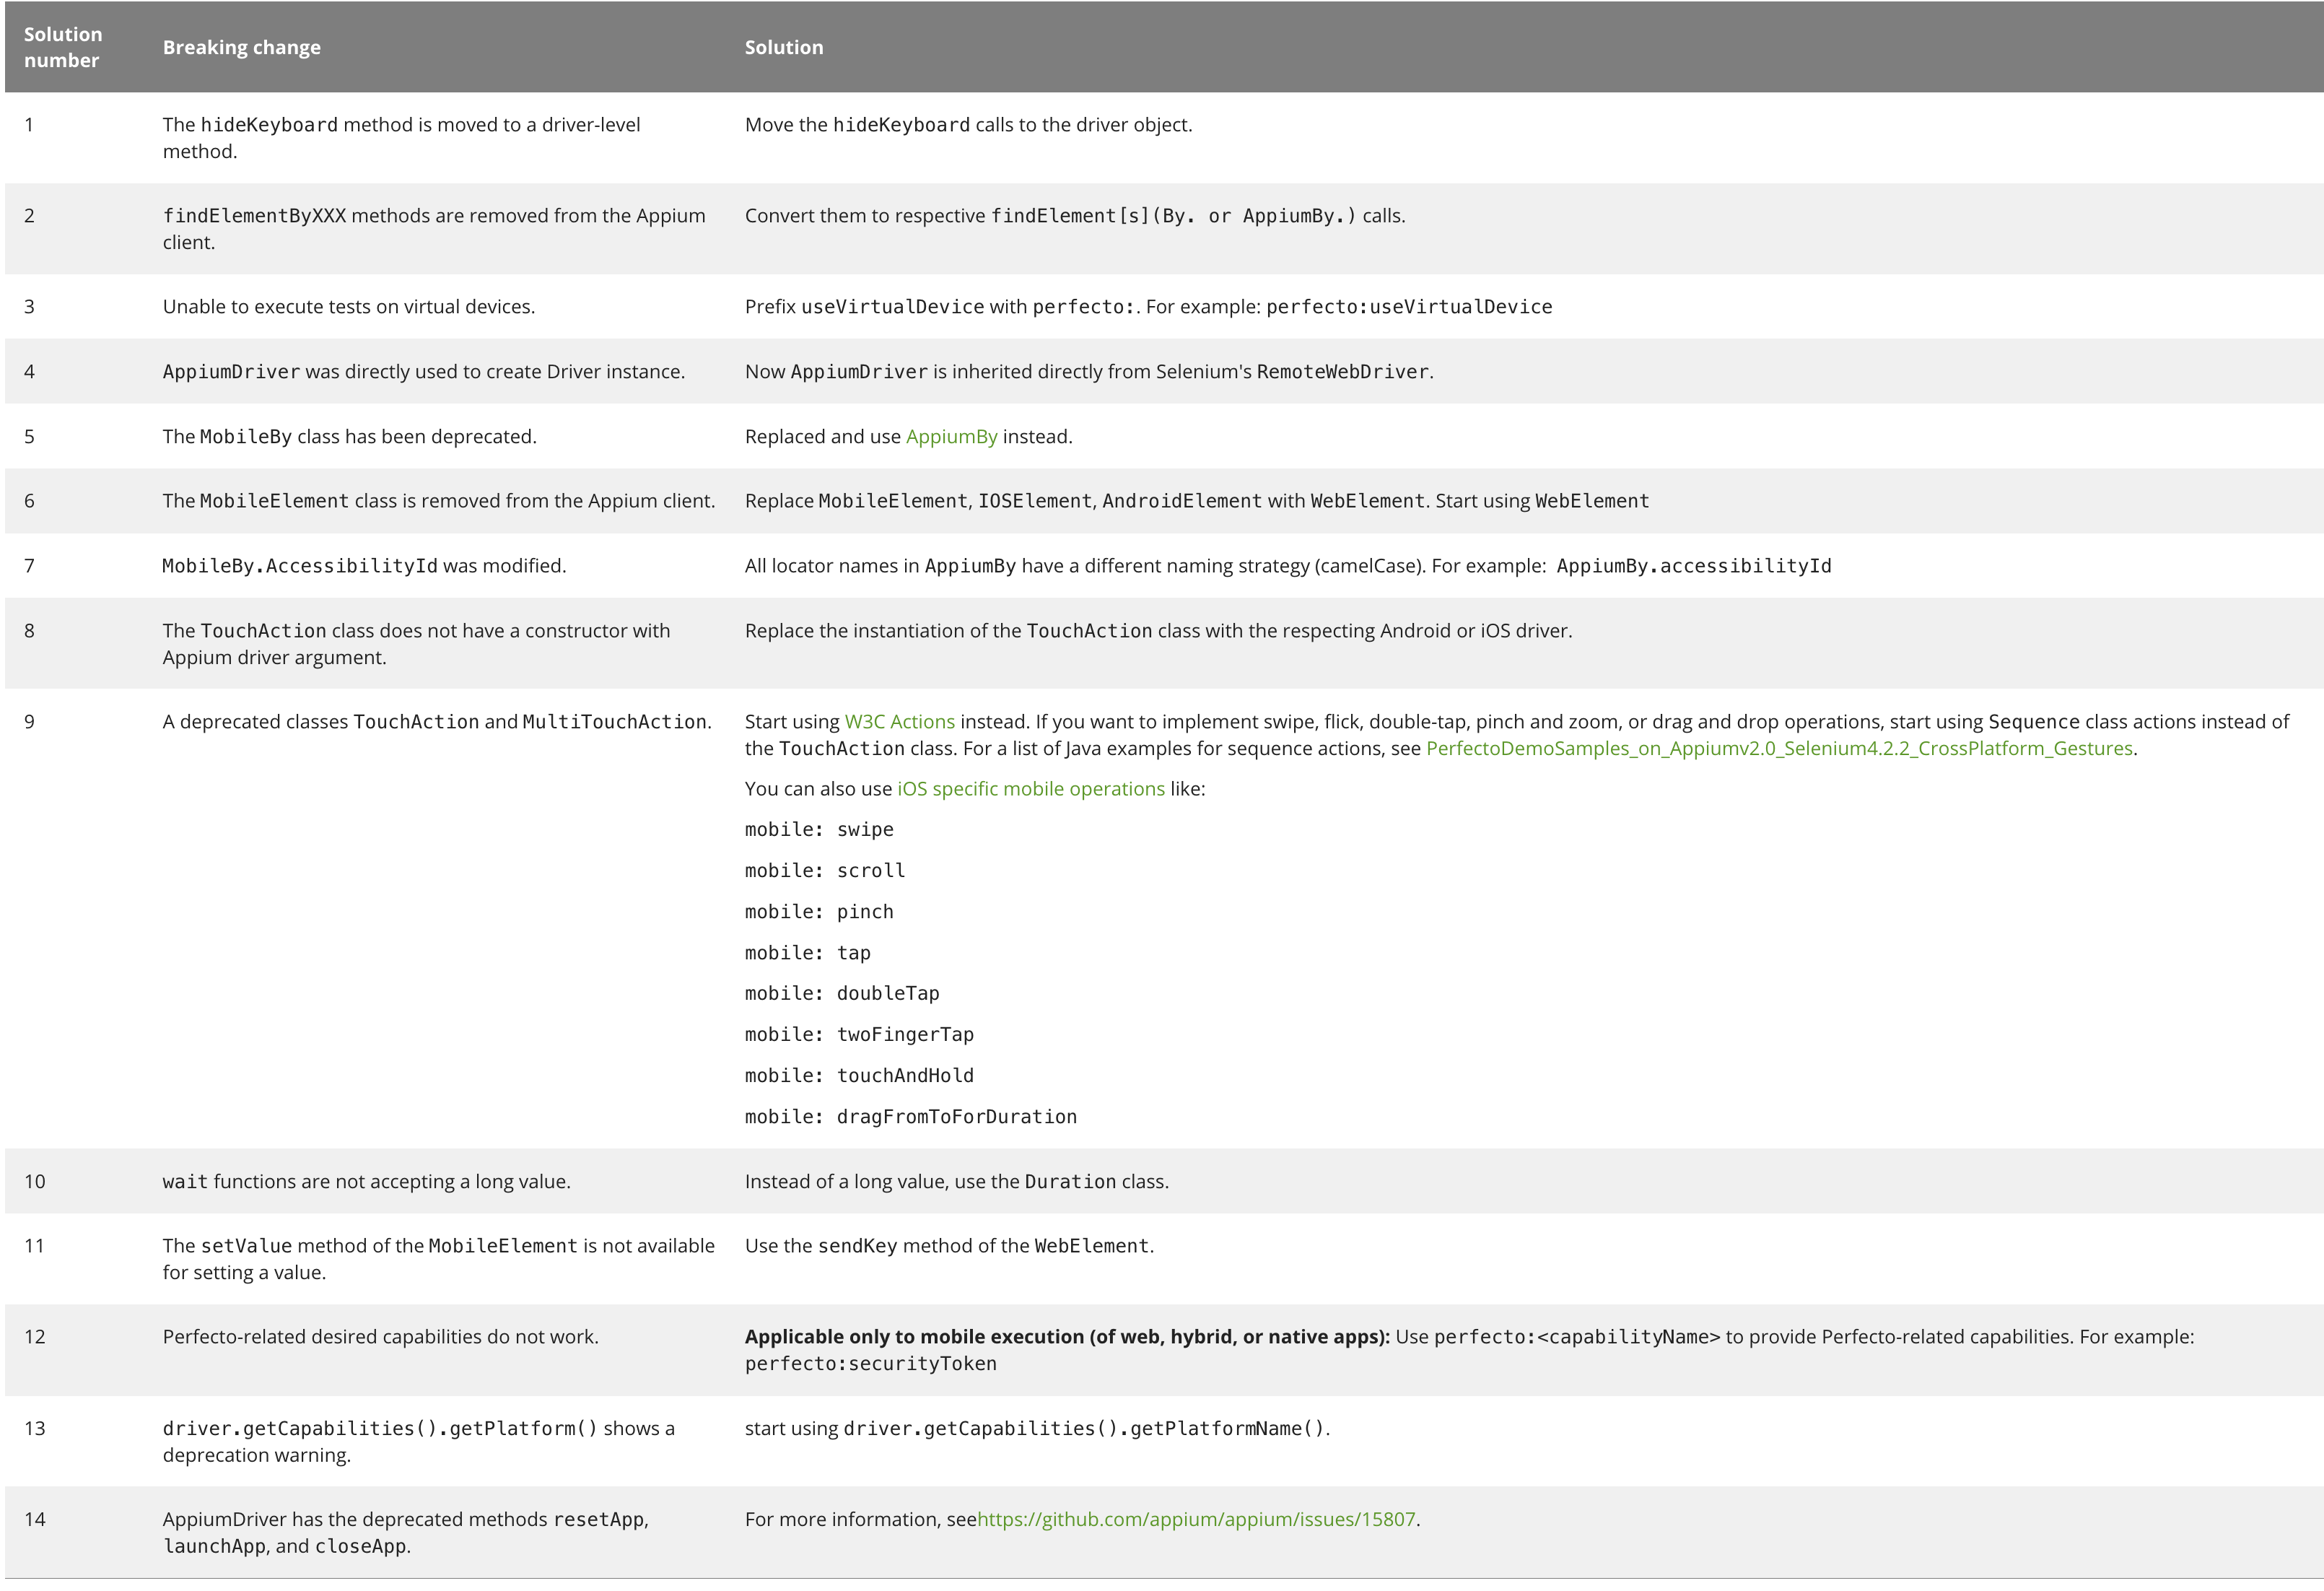 Solution
number
Breaking change
Solution
1
The hideKeyboard method is moved to a driver-level
method.
Move the hideKeyboard calls to the driver object.
2
findElementByXXX methods are removed from the Appium
client.
Convert them to respective findElement[s](By. or AppiumBy.) calls.
3
Unable to execute tests on virtual devices.
Prefix useVirtualDevice with perfecto:. For example: perfecto:useVirtualDevice
4
AppiumDriver was directly used to create Driver instance.
Now AppiumDriver is inherited directly from Selenium's RemoteWebDriver.
5
The MobileBy class has been deprecated.
Replaced and use AppiumBy instead.
6
The MobileElement class is removed from the Appium client.
Replace MobileElement, IOSElement, AndroidElement with WebElement. Start using WebElement
7
MobileBy.AccessibilityId was modified.
All locator names in AppiumBy have a different naming strategy (camelCase). For example: AppiumBy.accessibilityId
8
The TouchAction class does not have a constructor with
Appium driver argument.
Replace the instantiation of the TouchAction class with the respecting Android or iOS driver.
9
A deprecated classes TouchAction and MultiTouchAction.
Start using W3C Actions instead. If you want to implement swipe, flick, double-tap, pinch and zoom, or drag and drop operations, start using Sequence class actions instead of
the TouchAction class. For a list of Java examples for sequence actions, see PerfectoDemoSamples_on_Appiumv2.0_Selenium4.2.2_CrossPlatform_Gestures.
You can also use iOS specific mobile operations like:
mobile: swipe
mobile: scroll
mobile: pinch
mobile: tap
mobile: doubleTap
mobile: twoFingerTap
mobile: touchAndHold
mobile: dragFromToForDuration
10
wait functions are not accepting a long value.
Instead of a long value, use the Duration class.
11
The setValue method of the MobileElement is not available
for setting a value.
Use the sendKey method of the WebElement.
12
Perfecto-related desired capabilities do not work.
Applicable only to mobile execution (of web, hybrid, or native apps): Use perfecto:<capabilityName> to provide Perfecto-related capabilities. For example:
perfecto:securityToken
13
driver.getCapabilities().getPlatform() shows a
deprecation warning.
start using driver.getCapabilities().getPlatformName().
14
AppiumDriver has the deprecated methods resetApp,
launchApp, and closeApp.
For more information, seehttps://github.com/appium/appium/issues/15807.